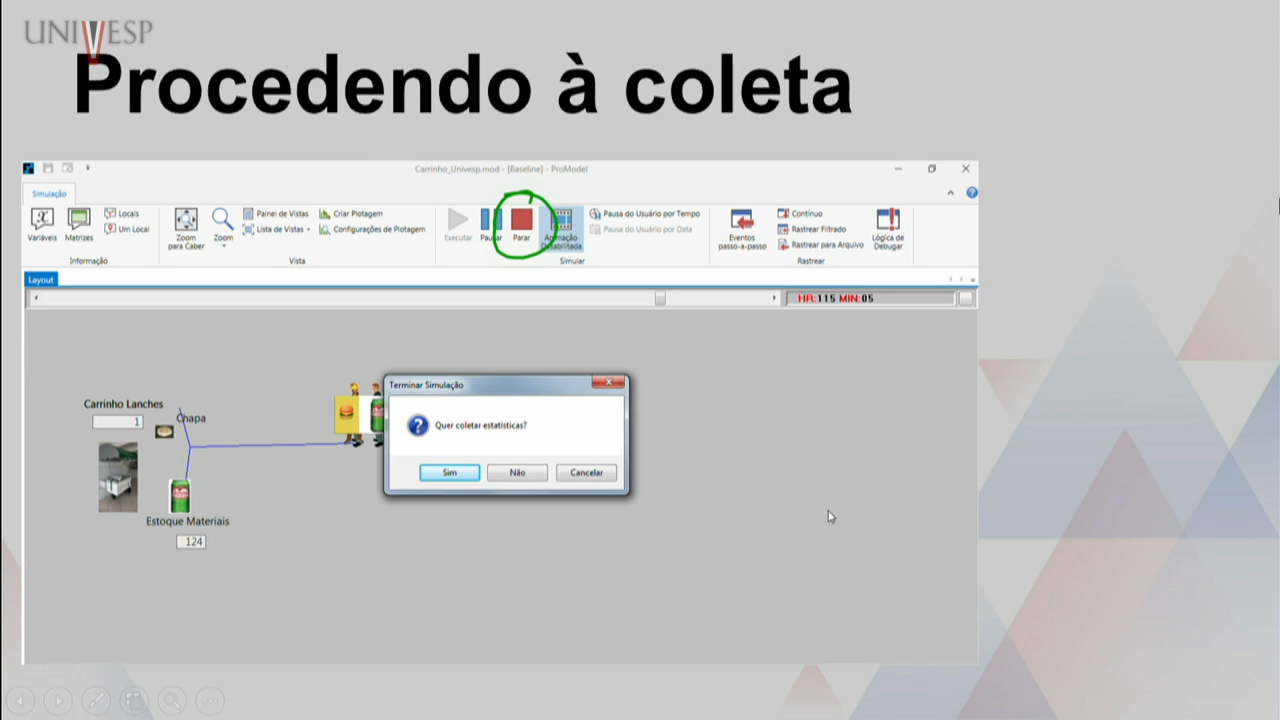 UNIVESP
Procedendo à coleta
Carrinho_Univesp.mod - [Baseline] - ProModel
Simulação
Variáveis
Matrizes
Locais
Um Local
Informação
Zoom
para Caber
Zoom
Painel de Vistas
Lista de Vistas
Criar Plotagem
Configurações de Plotagem
Vista
Executar
Pausar
Parar
Animação
Desabilitada
Pausa do Usuário por Tempo
Pausa do Usuário por Data
Simular
Eventos
passo-a-passo
Contínuo
Rastrear Filtrado
Rastrear para Arquivo
Lógica de
Debugar
Rastrear
Layout
HR:115 MIN:05
Terminar Simulação
Quer coletar estatísticas?
Sim
Não
Cancelar
Carrinho Lanches
1
Chapa
Estoque Materiais
124